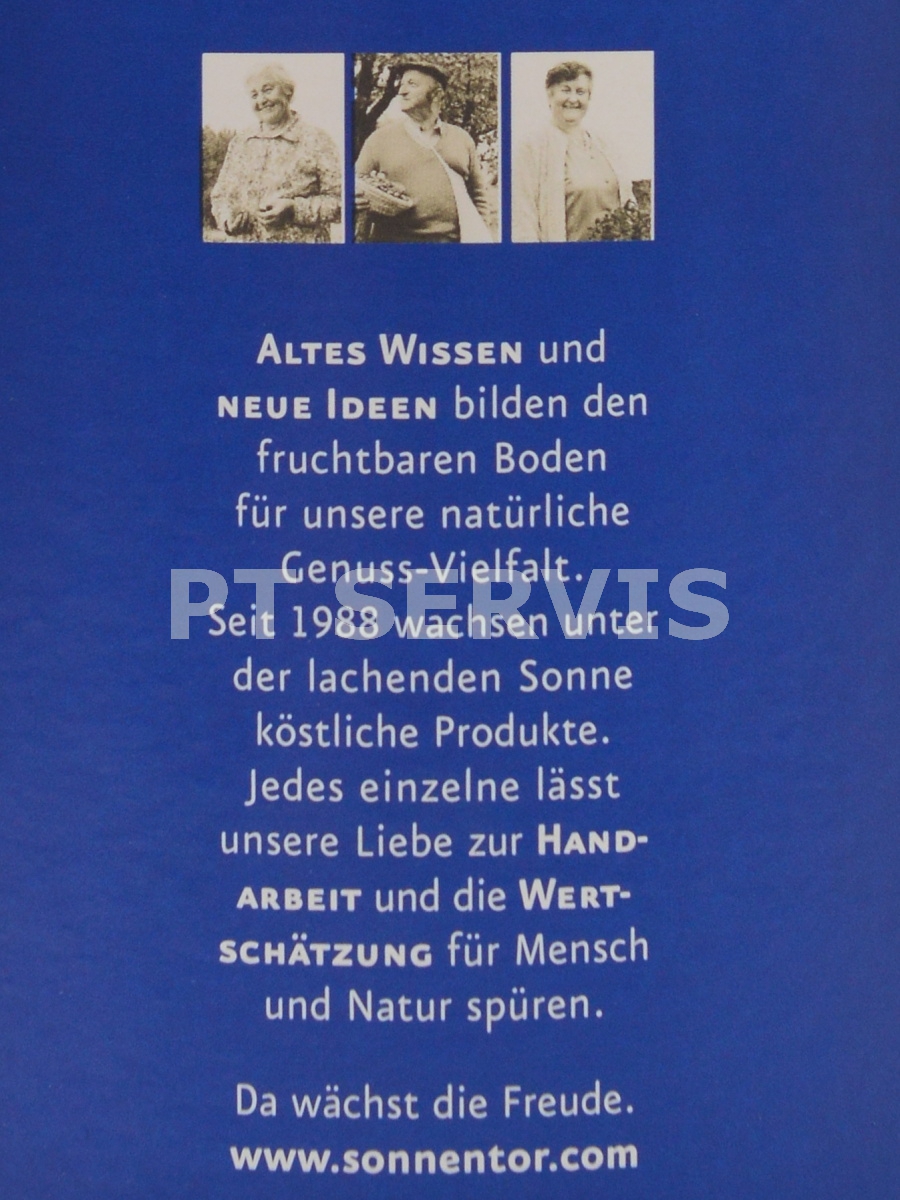 Altes Wissen und
neue Ideen bilden den
fruchtbaren Boden
für unsere natürliche
Genuss-Vielfalt.
PT SERVIS
Seit 1988 wachsen unter
der lachenden Sonne
köstliche Produkte.
Jedes einzelne lässt
unsere Liebe zur Hand-
arbeit und die Wert-
schätzung für Mensch
und Natur spüren.
Da wächst die Freude.
www.sonnentor.com